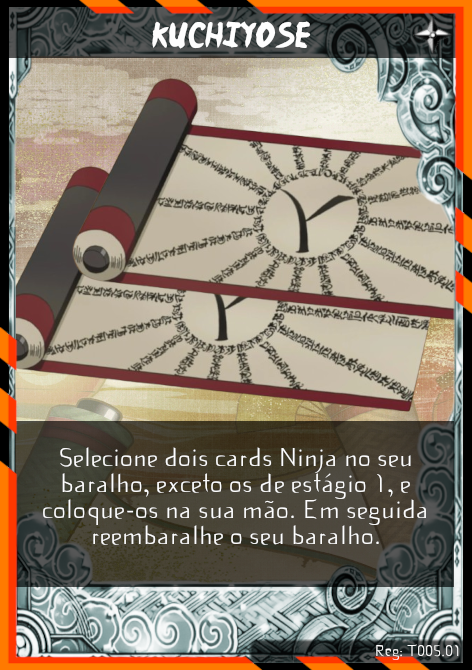 KUCHIYOSE
Selecione dois cards Ninja no seu
baralho, exceto os de estágio 1, e
coloque-os na sua mão. Em seguida
reembaralhe o seu baralho.
Reg: T005.01